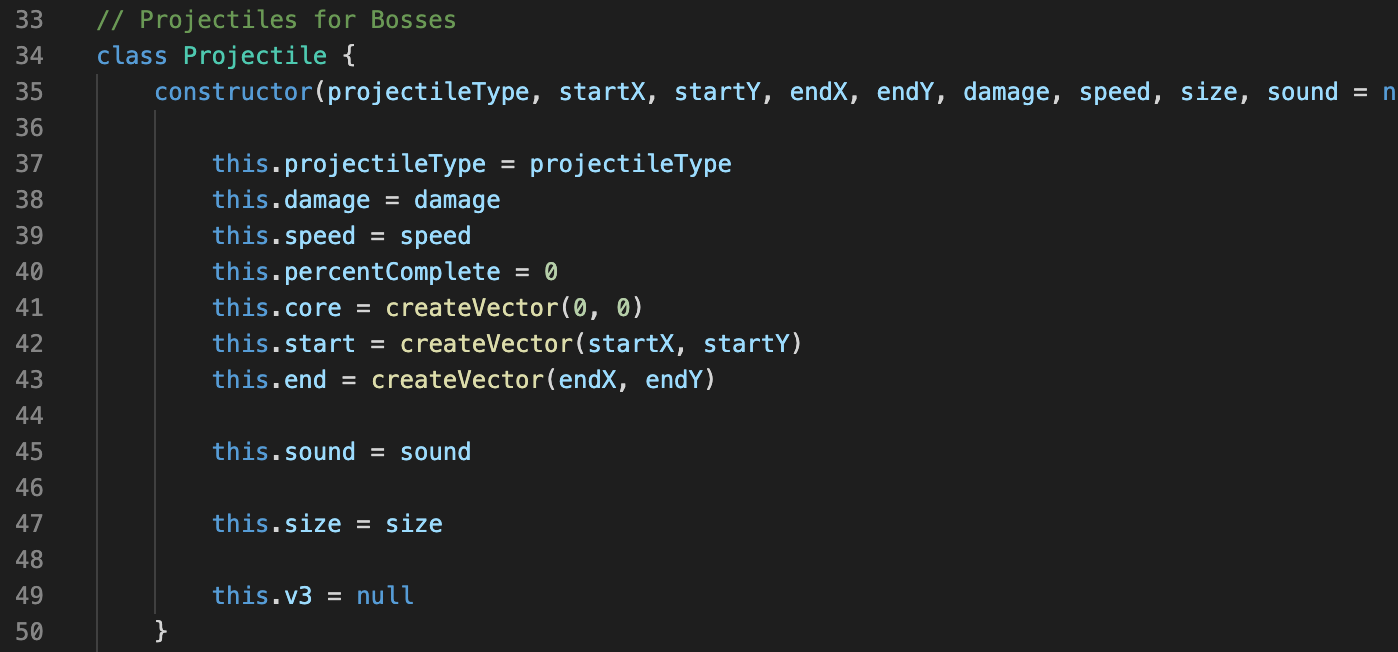 33 // Projectiles for Bosses
34 class Projectile {
35 constructor(projectileType, startX, startY, endX, endY, damage, speed, size, sound = n
36
37 this.projectileType = projectileType
38 this.damage = damage
39 this.speed = speed
40 this.percentComplete = 0
41 this.core = createVector(0, 0)
42 this.start = createVector(startX, startY)
43 this.end = createVector(endX, endY)
44
45 this.sound = sound
46
47 this.size = size
48
49 this.v3 = null
50 }